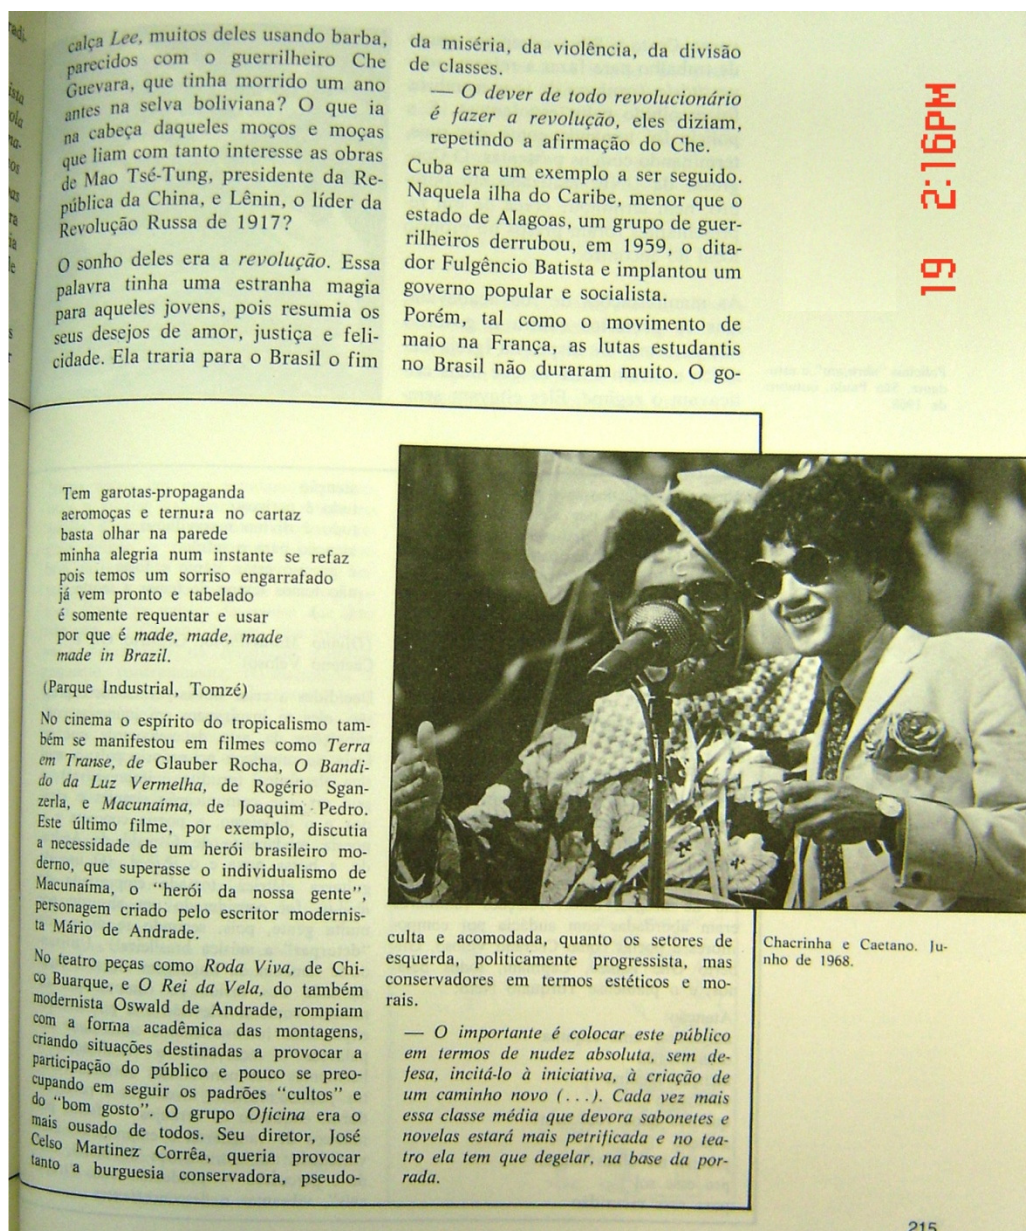 calça Lee, muitos deles usando barba,
parecidos com o guerrilheiro Che
Guevara, que tinha morrido um ano
antes na selva boliviana? O que ia
na cabeça daqueles moços e moças
que liam com tanto interesse as obras
de Mao Tsé-Tung, presidente da Re-
pública da China, e Lênin, o líder da
Revolução Russa de 1917?
O sonho deles era a revolução. Essa
palavra tinha uma estranha magia
para aqueles jovens, pois resumia os
seus desejos de amor, justiça e feli-
cidade. Ela traria para o Brasil o fim
da miséria, da violência, da divisão
de classes.
— O dever de todo revolucionário
é fazer a revolução, eles diziam,
repetindo a afirmação do Che.
Cuba era um exemplo a ser seguido.
Naquela ilha do Caribe, menor que o
estado de Alagoas, um grupo de guer-
rilheiros derrubou, em 1959, o dita-
dor Fulgêncio Batista e implantou um
governo popular e socialista.
Porém, tal como o movimento de
maio na França, as lutas estudantis
no Brasil não duraram muito. O go-
19 2:16PM
Tem garotas-propaganda
aeromoças e ternura no cartaz
basta olhar na parede
minha alegria num instante se refaz
pois temos um sorriso engarrafado
já vem pronto e tabelado
é somente requentar e usar
por que é made, made, made
made in Brazil.
(Parque Industrial, Tomzé)
No cinema o espírito do tropicalismo tam-
bém se manifestou em filmes como Terra
em Transe, de Glauber Rocha, O Bandi-
do da Luz Vermelha, de Rogério Sgan-
zerla, e Macunaíma, de Joaquim Pedro.
Este último filme, por exemplo, discutia
a necessidade de um herói brasileiro mo-
derno, que superasse o individualismo de
Macunaíma, o "herói da nossa gente",
personagem criado pelo escritor modernis-
ta Mário de Andrade.
No teatro peças como Roda Viva, de Chi-
co Buarque, e O Rei da Vela, do também
modernista Oswald de Andrade, rompiam
com a forma acadêmica das montagens,
criando situações destinadas a provocar a
participação do público e pouco se preo-
cupando em seguir os padrões "cultos" e
do "bom gosto". O grupo Oficina era o
mais ousado de todos. Seu diretor, José
Celso Martinez Corrêa, queria provocar
tanto a burguesia conservadora, pseudo-
culta e acomodada, quanto os setores de
esquerda, politicamente progressista, mas
conservadores em termos estéticos e mo-
rais.
— O importante é colocar este público
em termos de nudez absoluta, sem de-
fesa, incitá-lo à iniciativa, à criação de
um caminho novo (...). Cada vez mais
essa classe média que devora sabonetes e
novelas estará mais petrificada e no tea-
tro ela tem que degelar, na base da por-
rada.
Chacrinha e Caetano. Ju-
nho de 1968.
215